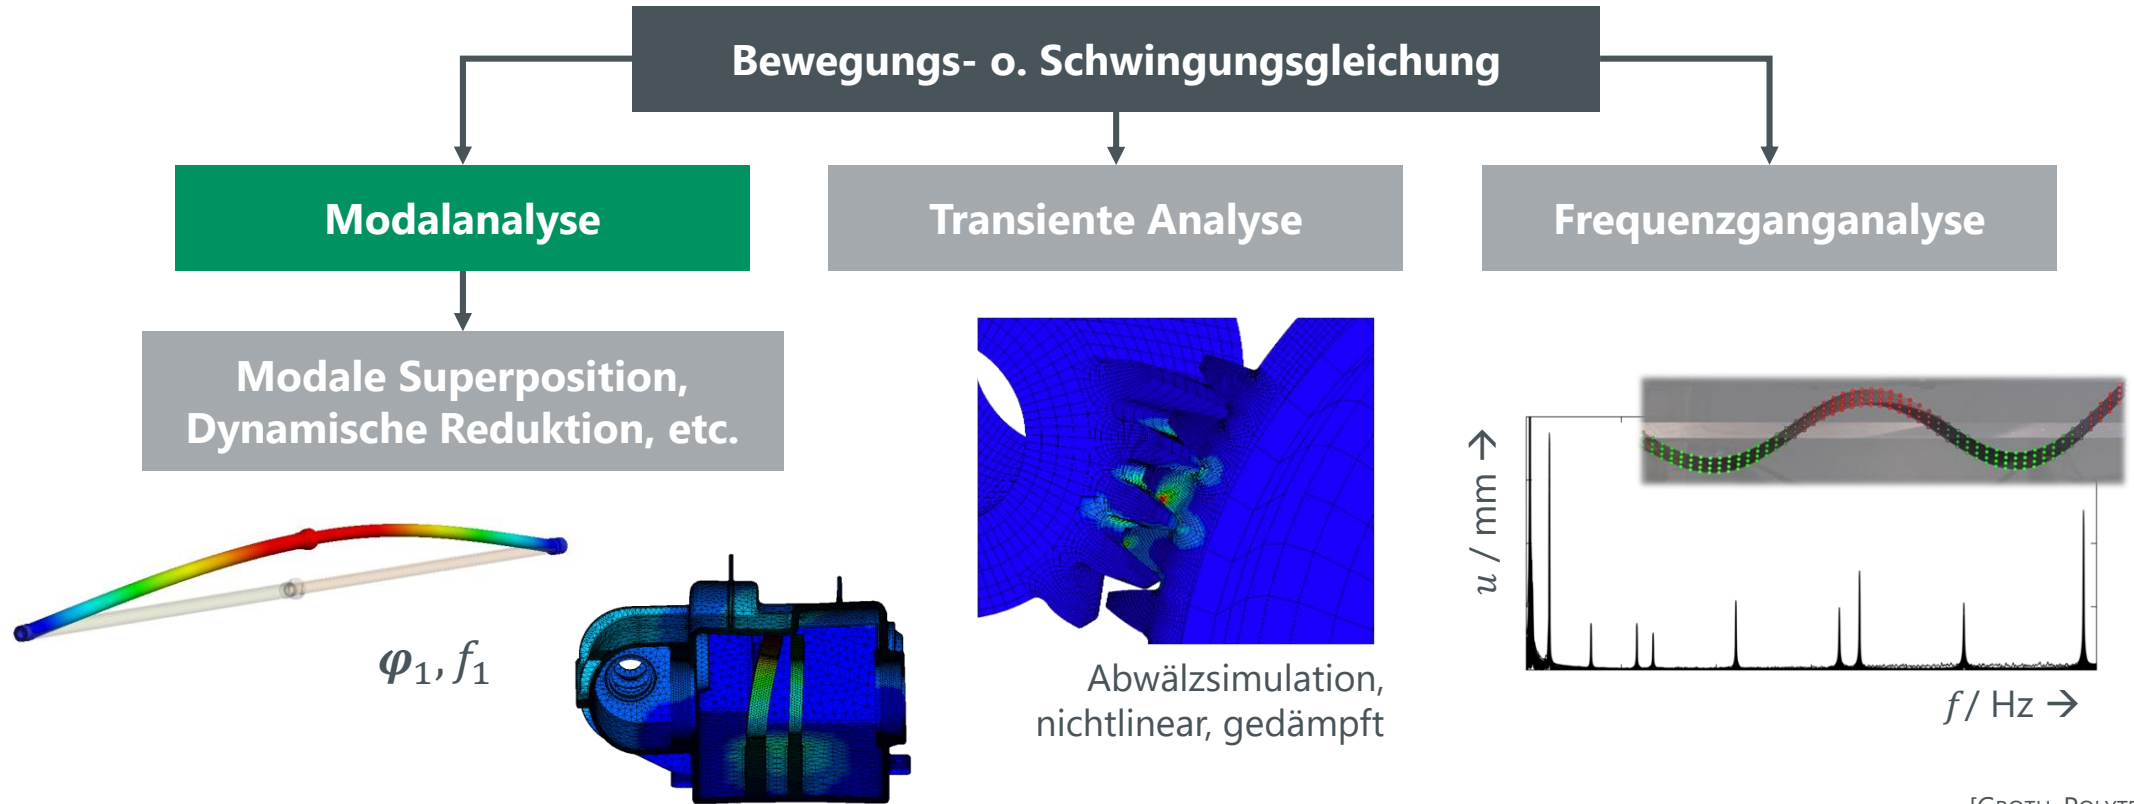 Bewegungs- o. Schwingungsgleichung
Modalanalyse
Transiente Analyse
Frequenzganganalyse
Modale Superposition,
Dynamische Reduktion, etc.
φ₁, f₁
Abwälzsimulation,
nichtlinear, gedämpft
u / mm →
f / Hz →